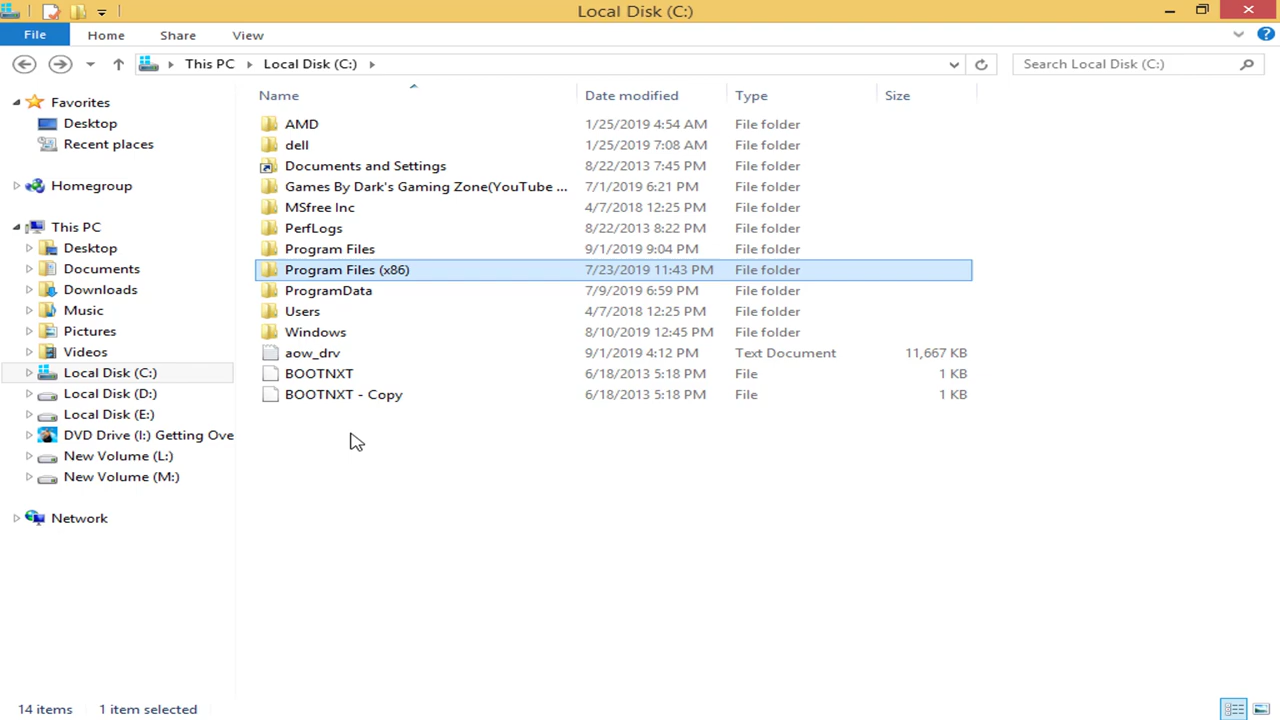 Local Disk (C:)
File Home Share View
This PC Local Disk (C:) Search Local Disk (C:)
Name Date modified Type Size
Favorites
Desktop
Recent places
Homegroup
This PC
Desktop
Documents
Downloads
Music
Pictures
Videos
Local Disk (C:)
Local Disk (D:)
Local Disk (E:)
DVD Drive (I:) Getting Ove
New Volume (L:)
New Volume (M:)
Network
AMD 1/25/2019 4:54 AM File folder
dell 1/25/2019 7:08 AM File folder
Documents and Settings 8/22/2013 7:45 PM File folder
Games By Dark's Gaming Zone(YouTube ... 7/1/2019 6:21 PM File folder
MSfree Inc 4/7/2018 12:25 PM File folder
PerfLogs 8/22/2013 8:22 PM File folder
Program Files 9/1/2019 9:04 PM File folder
Program Files (x86) 7/23/2019 11:43 PM File folder
ProgramData 7/9/2019 6:59 PM File folder
Users 4/7/2018 12:25 PM File folder
Windows 8/10/2019 12:45 PM File folder
aow_drv 9/1/2019 4:12 PM Text Document 11,667 KB
BOOTNXT 6/18/2013 5:18 PM File 1 KB
BOOTNXT - Copy 6/18/2013 5:18 PM File 1 KB
14 items 1 item selected